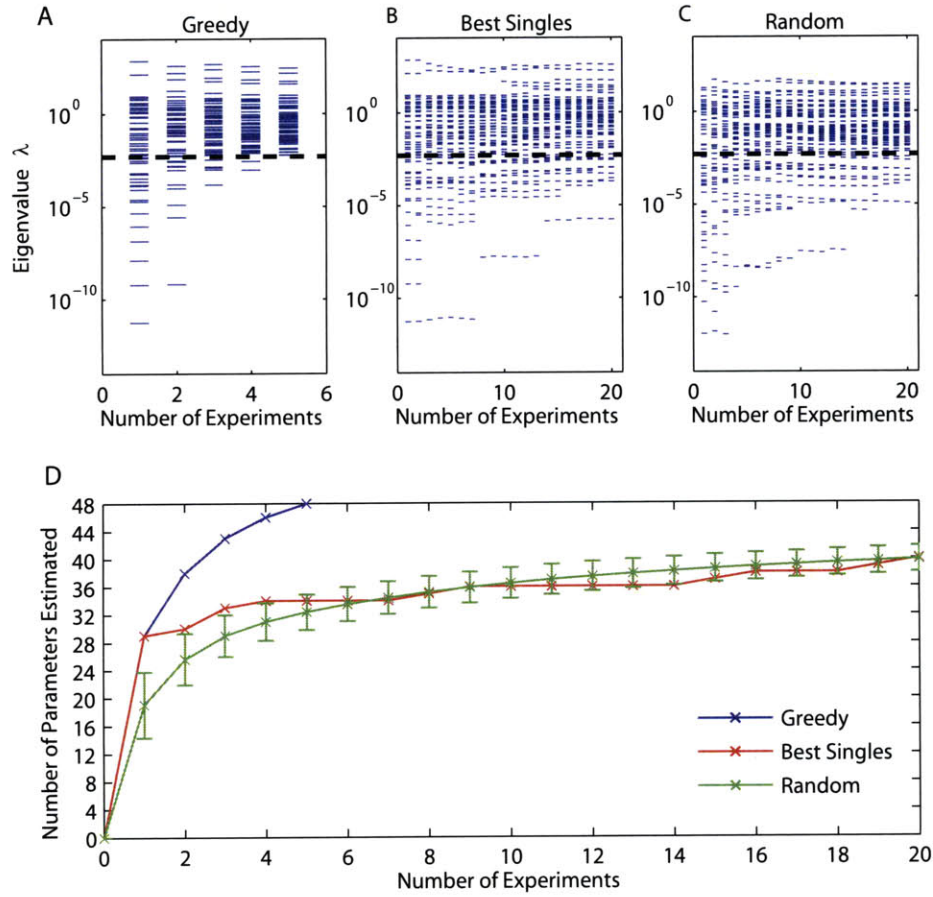 A
Greedy
B
Best Singles
C
Random
Eigenvalue λ
10^0
10^-5
10^-10
0 2 4 6
Number of Experiments
10^0
10^-5
10^-10
0 10 20
Number of Experiments
10^0
10^-5
10^-10
0 10 20
Number of Experiments
D
Number of Parameters Estimated
48
44
40
36
32
28
24
20
16
12
8
4
0
Greedy
Best Singles
Random
0 2 4 6 8 10 12 14 16 18 20
Number of Experiments